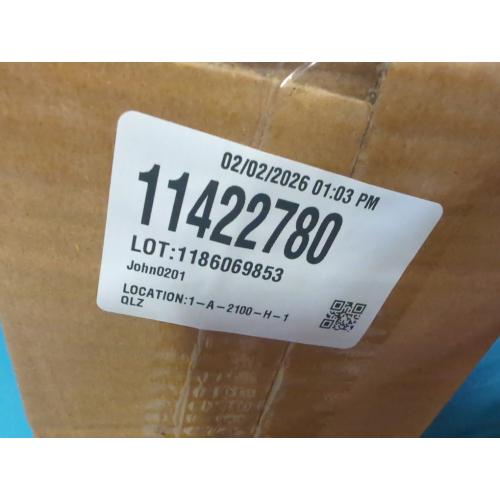 02/02/2026 01:03 PM
11422780
LOT:1186069853
John0201
LOCATION:1-A-2100-H-1
QLZ